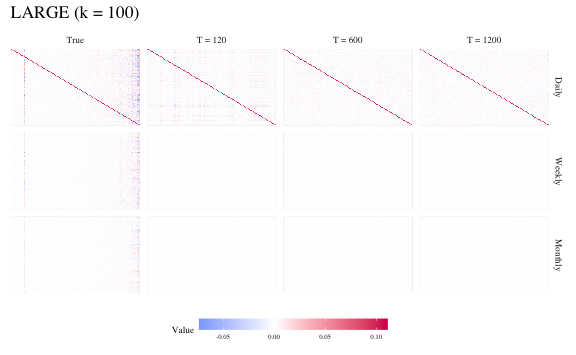 LARGE (k = 100)
True
T = 120
T = 600
T = 1200
Daily
Weekly
Monthly
Value
-0.05
0.00
0.05
0.10